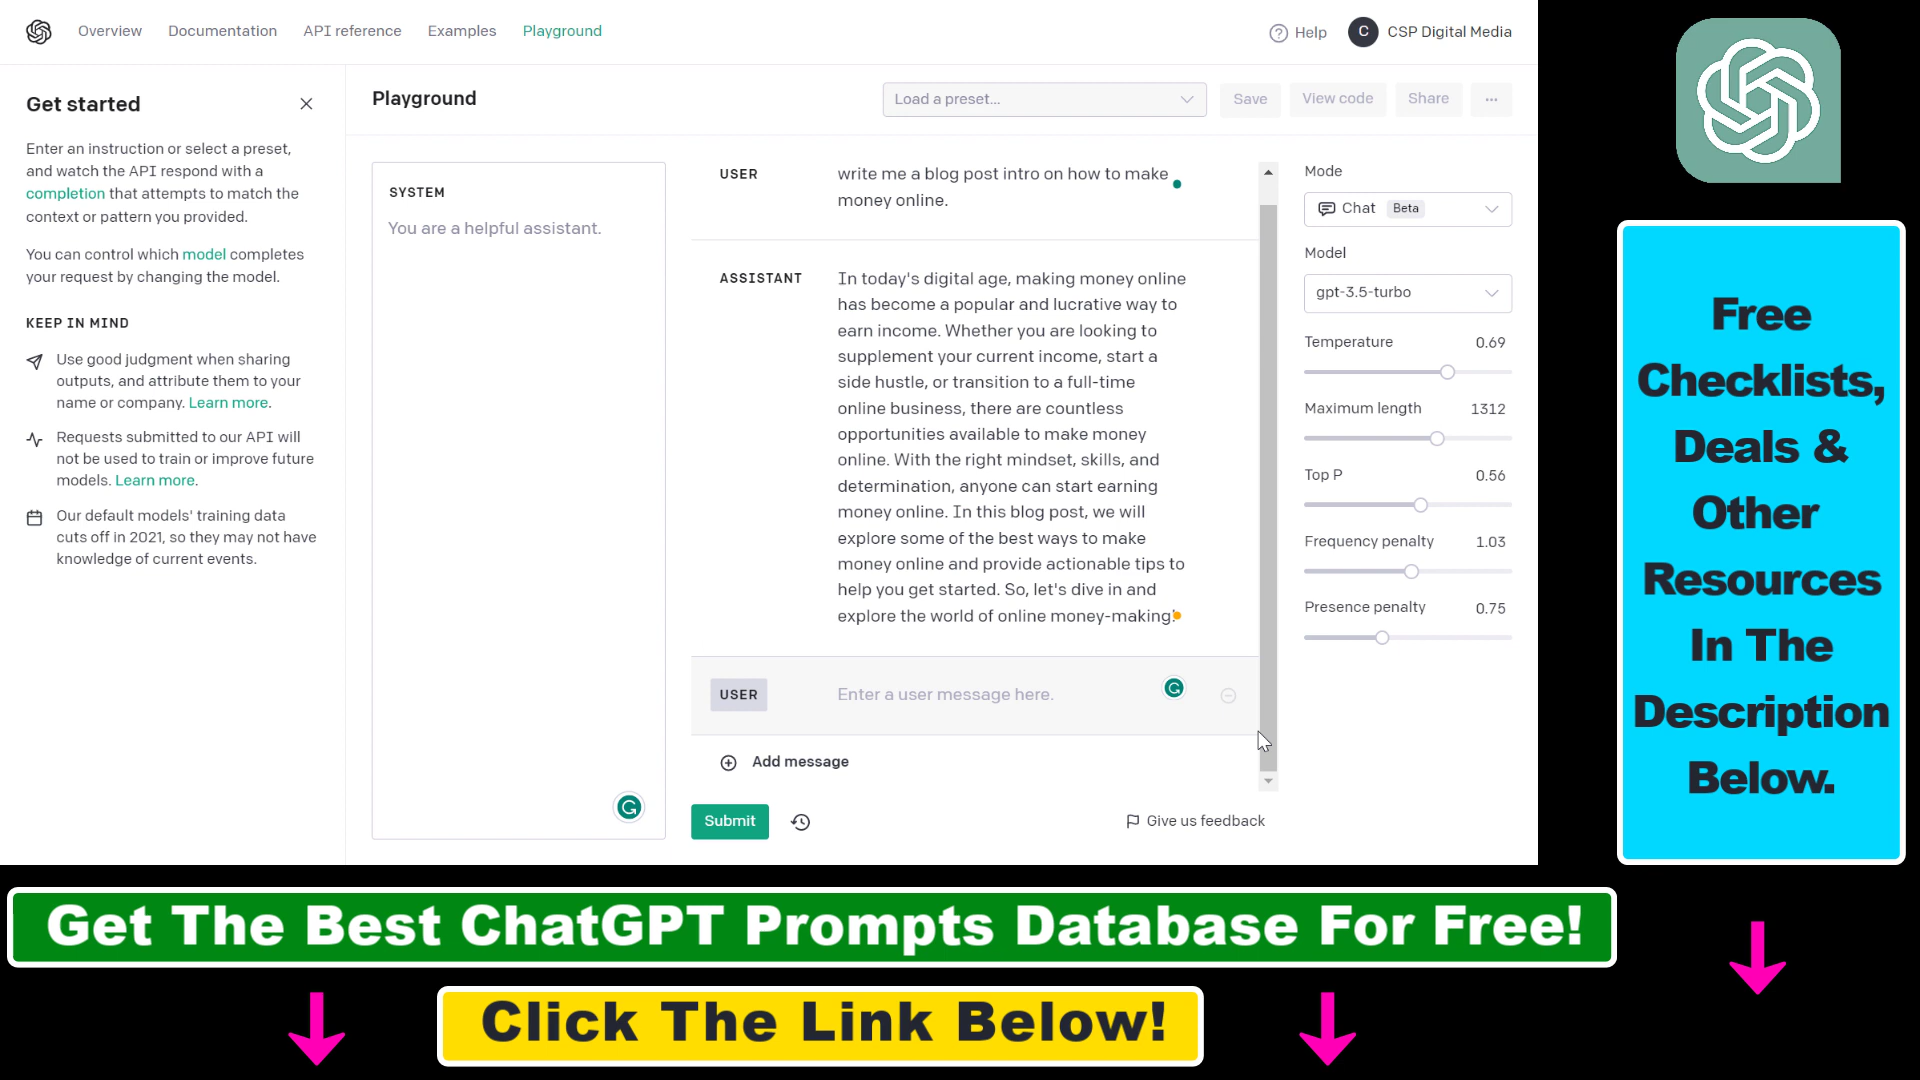 Overview Documentation API reference Examples Playground Help C CSP Digital Media
Get started
Enter an instruction or select a preset,
and watch the API respond with a
completion that attempts to match the
context or pattern you provided.
You can control which model completes
your request by changing the model.
KEEP IN MIND
Use good judgment when sharing
outputs, and attribute them to your
name or company. Learn more.
Requests submitted to our API will
not be used to train or improve future
models. Learn more.
Our default models' training data
cuts off in 2021, so they may not have
knowledge of current events.
Playground
Load a preset... Save View code Share ...
SYSTEM
You are a helpful assistant.
USER
write me a blog post intro on how to make
money online.
ASSISTANT
In today's digital age, making money online
has become a popular and lucrative way to
earn income. Whether you are looking to
supplement your current income, start a
side hustle, or transition to a full-time
online business, there are countless
opportunities available to make money
online. With the right mindset, skills, and
determination, anyone can start earning
money online. In this blog post, we will
explore some of the best ways to make
money online and provide actionable tips to
help you get started. So, let's dive in and
explore the world of online money-making!
USER
Enter a user message here.
Add message
Submit
Give us feedback
Mode
Chat Beta
Model
gpt-3.5-turbo
Temperature 0.69
Maximum length 1312
Top P 0.56
Frequency penalty 1.03
Presence penalty 0.75
Free
Checklists,
Deals &
Other
Resources
In The
Description
Below.
Get The Best ChatGPT Prompts Database For Free!
Click The Link Below!